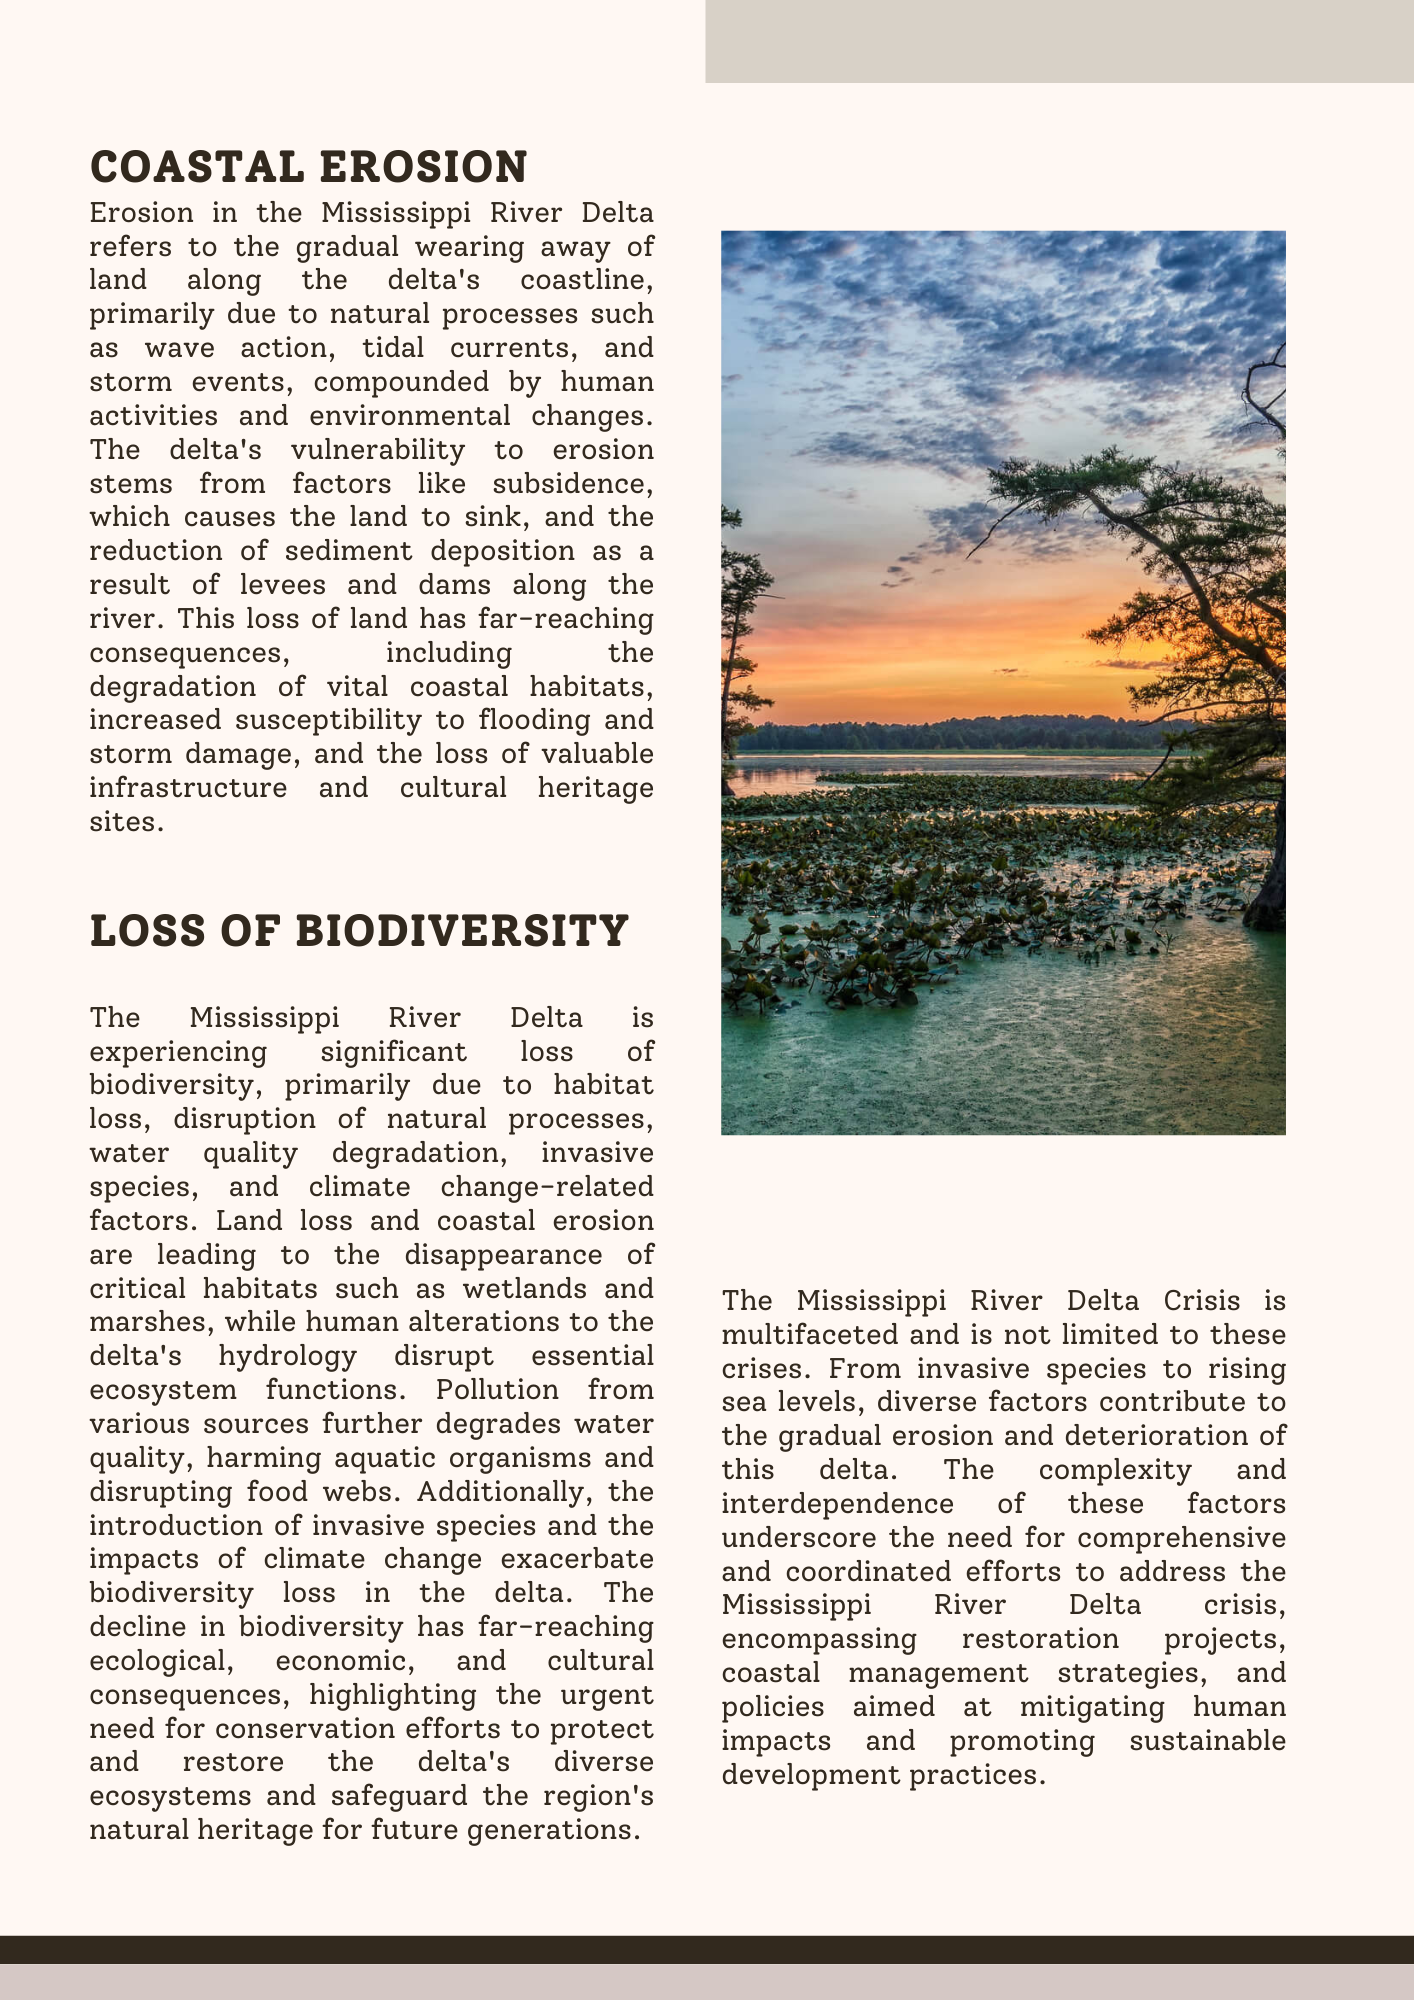 COASTAL EROSION
Erosion in the Mississippi River Delta
refers to the gradual wearing away of
land along the delta's coastline,
primarily due to natural processes such
as wave action, tidal currents, and
storm events, compounded by human
activities and environmental changes.
The delta's vulnerability to erosion
stems from factors like subsidence,
which causes the land to sink, and the
reduction of sediment deposition as a
result of levees and dams along the
river. This loss of land has far-reaching
consequences, including the
degradation of vital coastal habitats,
increased susceptibility to flooding and
storm damage, and the loss of valuable
infrastructure and cultural heritage
sites.
LOSS OF BIODIVERSITY
The Mississippi River Delta is
experiencing significant loss of
biodiversity, primarily due to habitat
loss, disruption of natural processes,
water quality degradation, invasive
species, and climate change-related
factors. Land loss and coastal erosion
are leading to the disappearance of
critical habitats such as wetlands and
marshes, while human alterations to the
delta's hydrology disrupt essential
ecosystem functions. Pollution from
various sources further degrades water
quality, harming aquatic organisms and
disrupting food webs. Additionally, the
introduction of invasive species and the
impacts of climate change exacerbate
biodiversity loss in the delta. The
decline in biodiversity has far-reaching
ecological, economic, and cultural
consequences, highlighting the urgent
need for conservation efforts to protect
and restore the delta's diverse
ecosystems and safeguard the region's
natural heritage for future generations.
The Mississippi River Delta Crisis is
multifaceted and is not limited to these
crises. From invasive species to rising
sea levels, diverse factors contribute to
the gradual erosion and deterioration of
this delta. The complexity and
interdependence of these factors
underscore the need for comprehensive
and coordinated efforts to address the
Mississippi River Delta crisis,
encompassing restoration projects,
coastal management strategies, and
policies aimed at mitigating human
impacts and promoting sustainable
development practices.